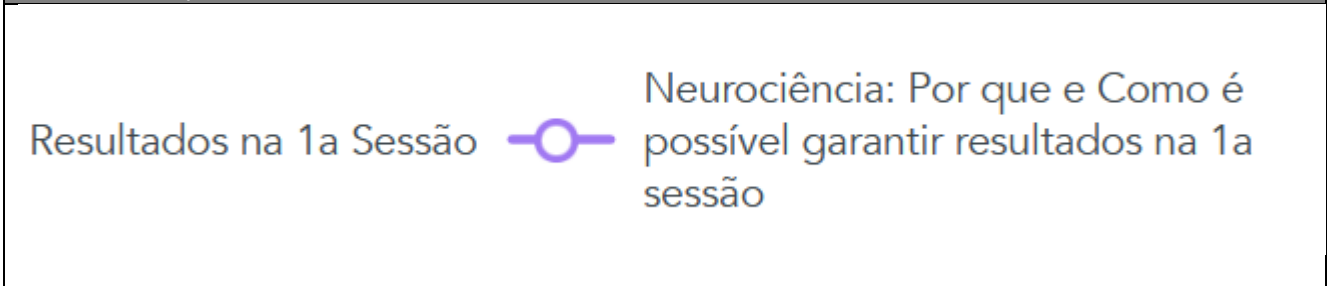 Resultados na 1a Sessão
Neurociência: Por que e Como é
possível garantir resultados na 1a
sessão